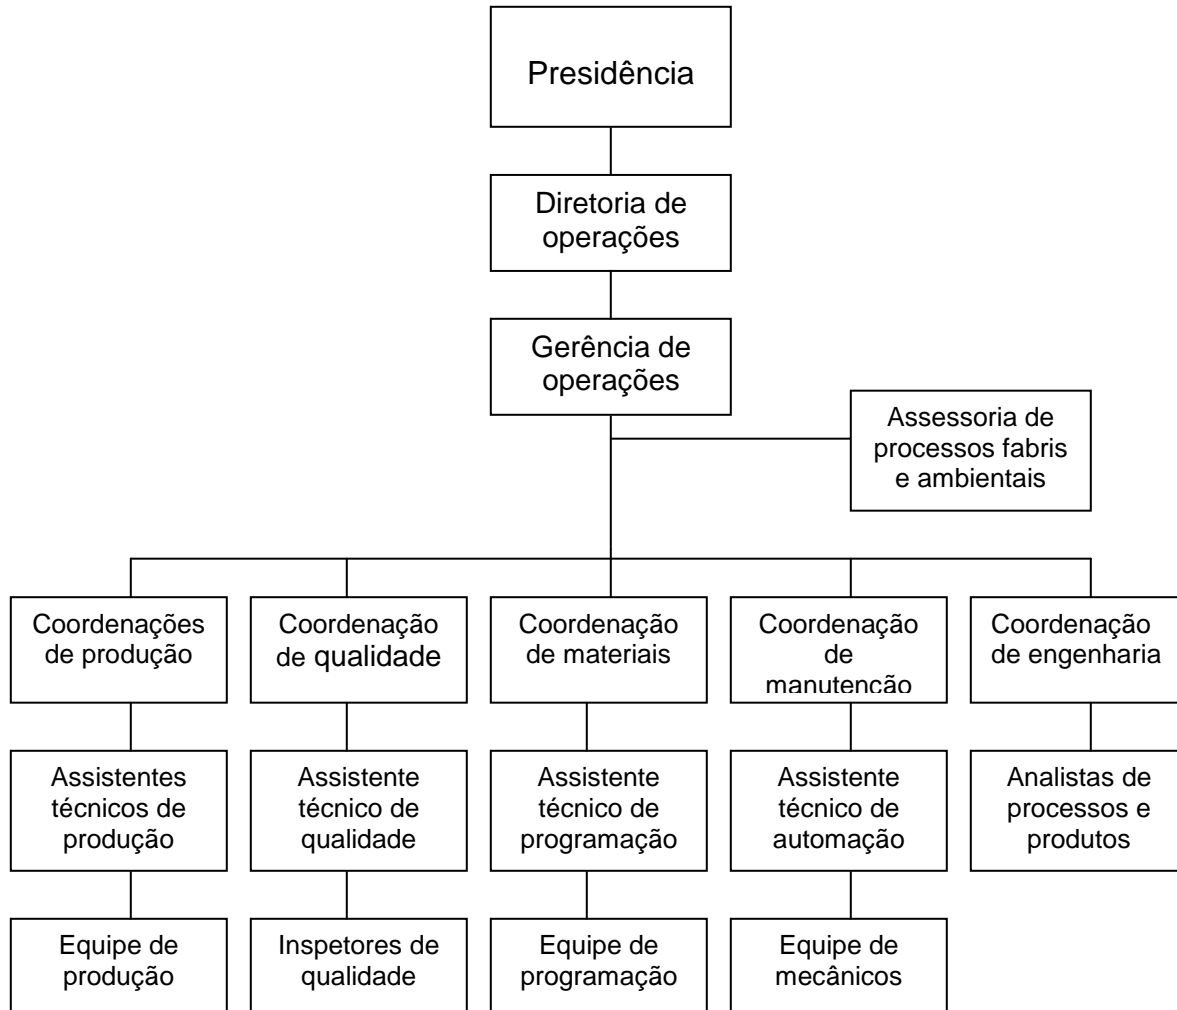 Presidência
Diretoria de
operações
Gerência de
operações
Assessoria de
processos fabris
e ambientais
Coordenações
de produção
Coordenação
de qualidade
Coordenação
de materiais
Coordenação
de
manutenção
Coordenação
de engenharia
Assistentes
técnicos de
produção
Assistente
técnico de
qualidade
Assistente
técnico de
programação
Assistente
técnico de
automação
Analistas de
processos e
produtos
Equipe de
produção
Inspetores de
qualidade
Equipe de
programação
Equipe de
mecânicos